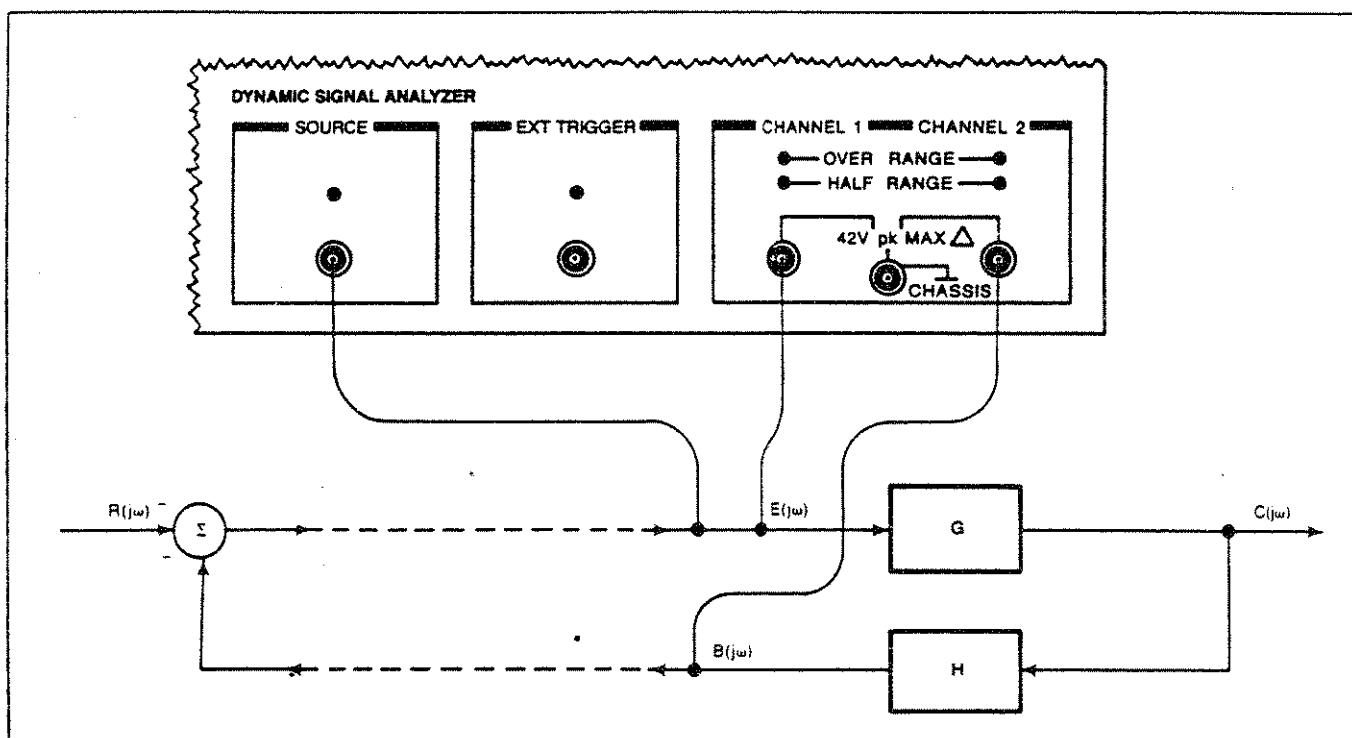 DYNAMIC SIGNAL ANALYZER
SOURCE
EXT TRIGGER
CHANNEL 1
CHANNEL 2
OVER RANGE
HALF RANGE
42V pk MAX
CHASSIS
R(jω)
-
Σ
-
E(jω)
G
C(jω)
B(jω)
H